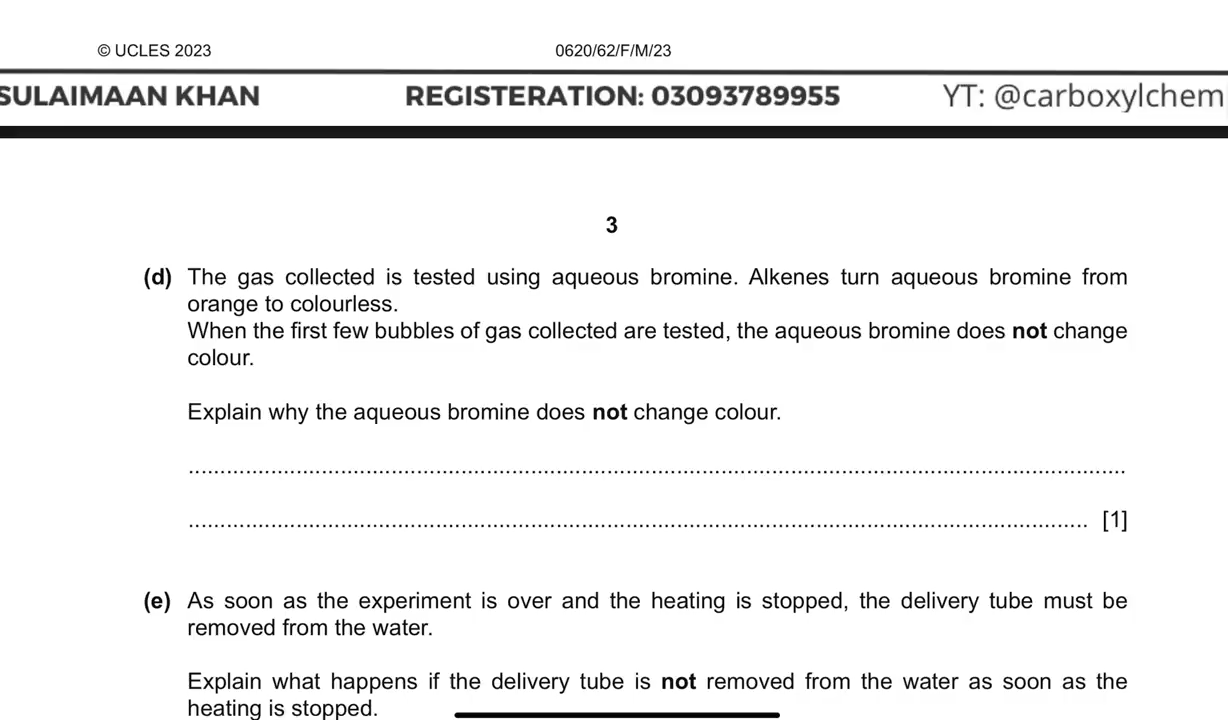 © UCLES 2023 0620/62/F/M/23
SULAIMAAN KHAN REGISTERATION: 03093789955 YT: @carboxylchem
3
(d) The gas collected is tested using aqueous bromine. Alkenes turn aqueous bromine from
orange to colourless.
When the first few bubbles of gas collected are tested, the aqueous bromine does not change
colour.
Explain why the aqueous bromine does not change colour.
[1]
(e) As soon as the experiment is over and the heating is stopped, the delivery tube must be
removed from the water.
Explain what happens if the delivery tube is not removed from the water as soon as the
heating is stopped.